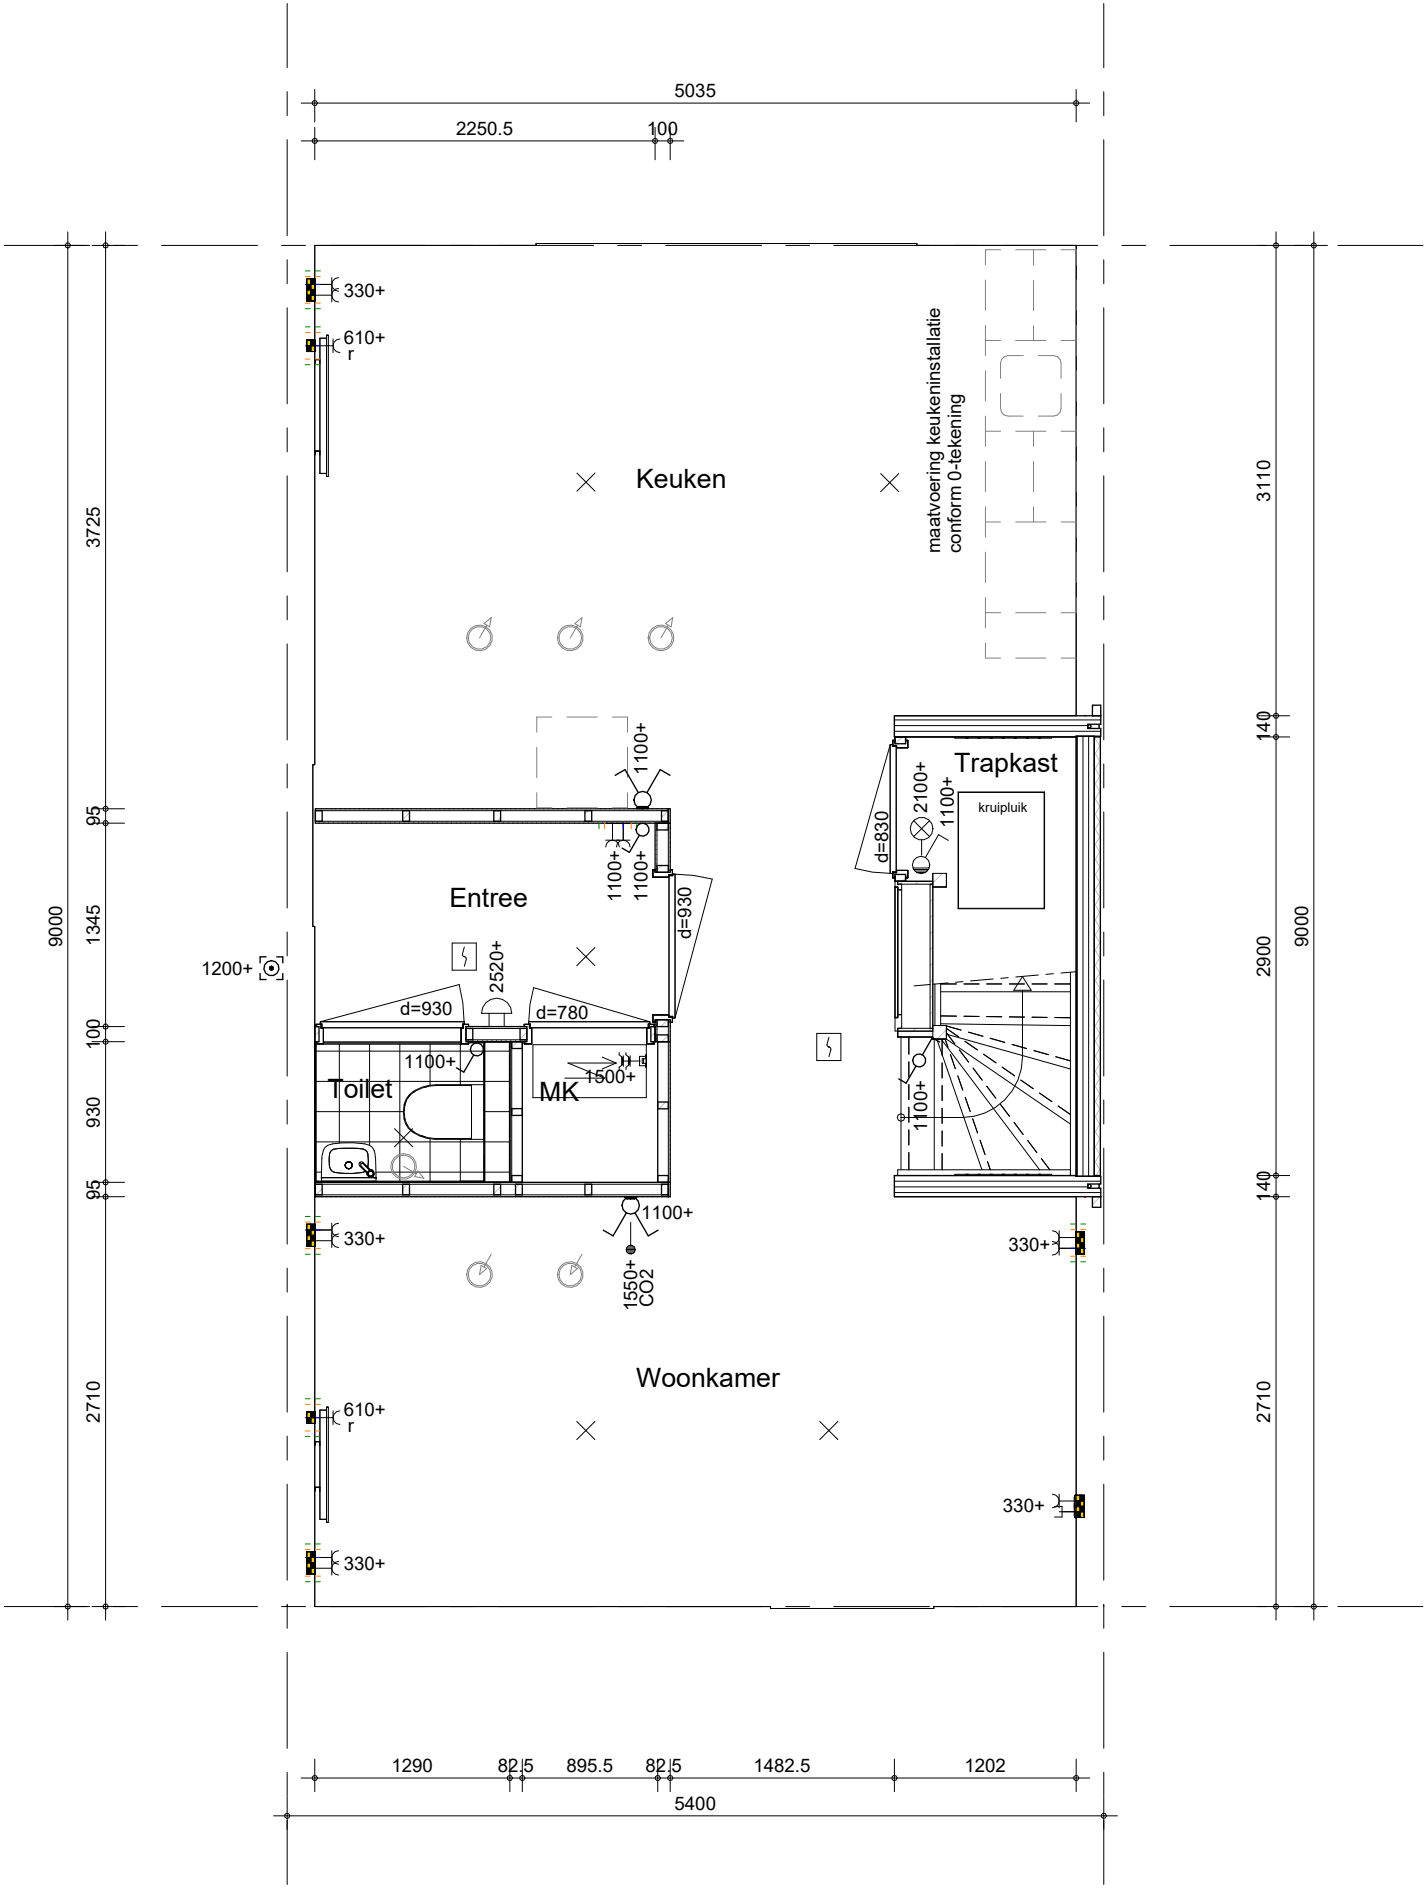 5035
2250.5
100
330+
610+
r
maatvoering keukeninstallatie
conform 0-tekening
Keuken
3725
3110
140
95
1100+
Trapkast
kruipluik
2100+
1100+
d=830
1100+
1100+
Entree
d=930
9000
1345
2900
9000
1200+
2520+
d=930
d=780
100
1100+
1500+
Toilet
MK
1100+
930
95
140
1100+
330+
330+
1550+
CO2
Woonkamer
2710
2710
610+
r
330+
330+
1290
82.5
895.5
82.5
1482.5
1202
5400